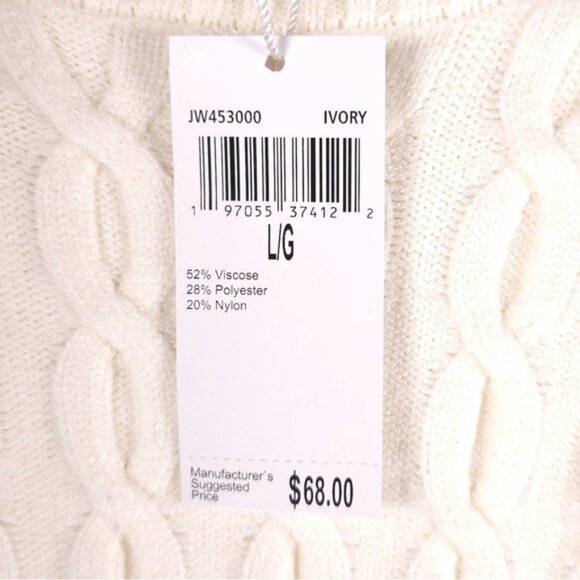 JW453000 IVORY
1 97055 37412 2
L/G
52% Viscose
28% Polyester
20% Nylon
Manufacturer`s
Suggested
Price $68.00